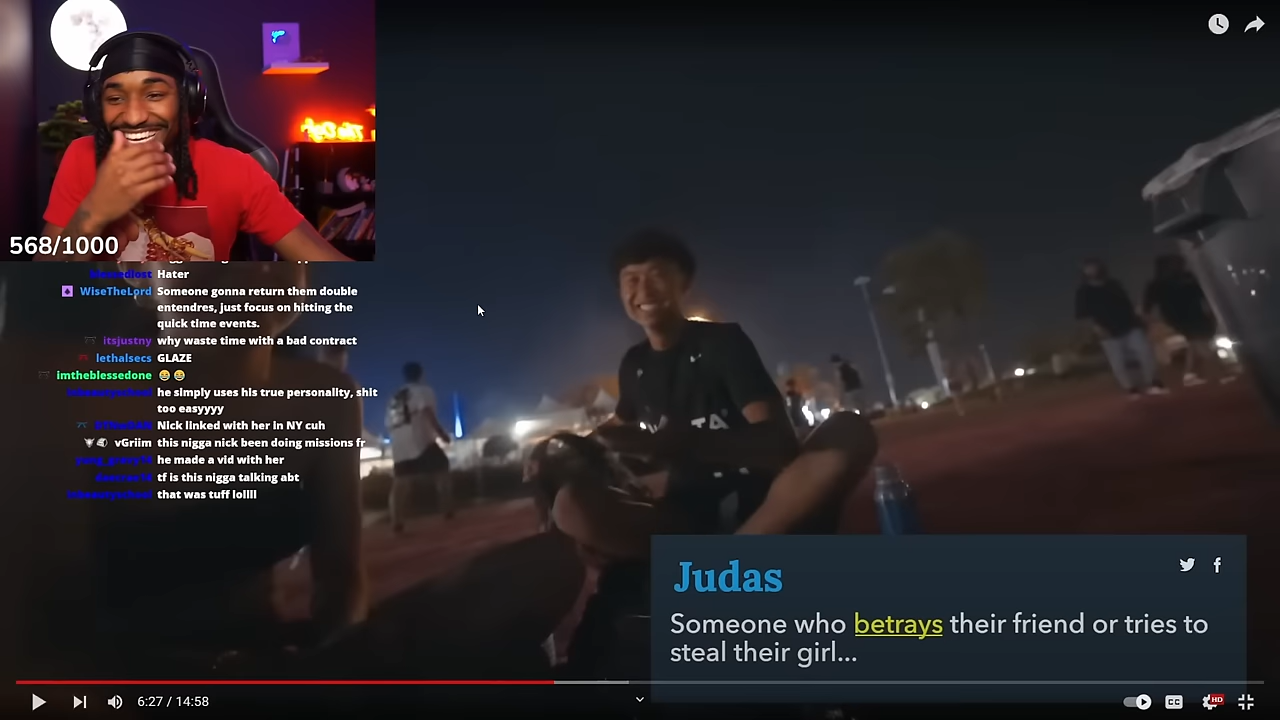 568/1000
Hater
WiseTheLord Someone gonna return them double
entendres, just focus on hitting the
quick time events.
itsjustny why waste time with a bad contract
lethalsecs GLAZE
imtheblessedone 😂😂
he simply uses his true personality, shit
too easyyyy
Nick linked with her in NY cuh
vGriim this nigga nick been doing missions fr
he made a vid with her
tf is this nigga talking abt
that was tuff lollll
Judas
Someone who betrays their friend or tries to
steal their girl...
6:27 / 14:58
CC
HD